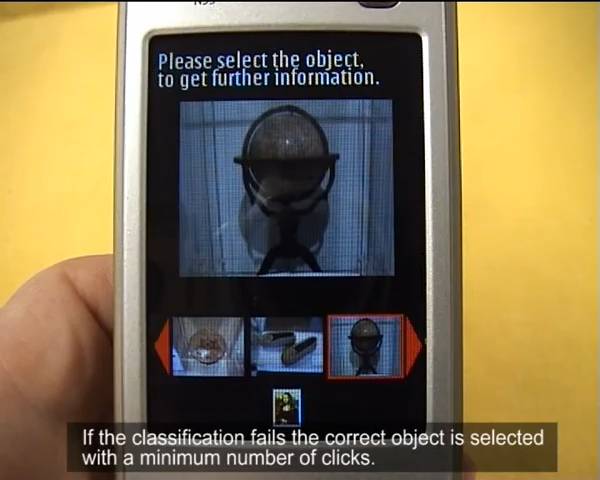 N95
Please select the object,
to get further information.
If the classification fails the correct object is selected
with a minimum number of clicks.